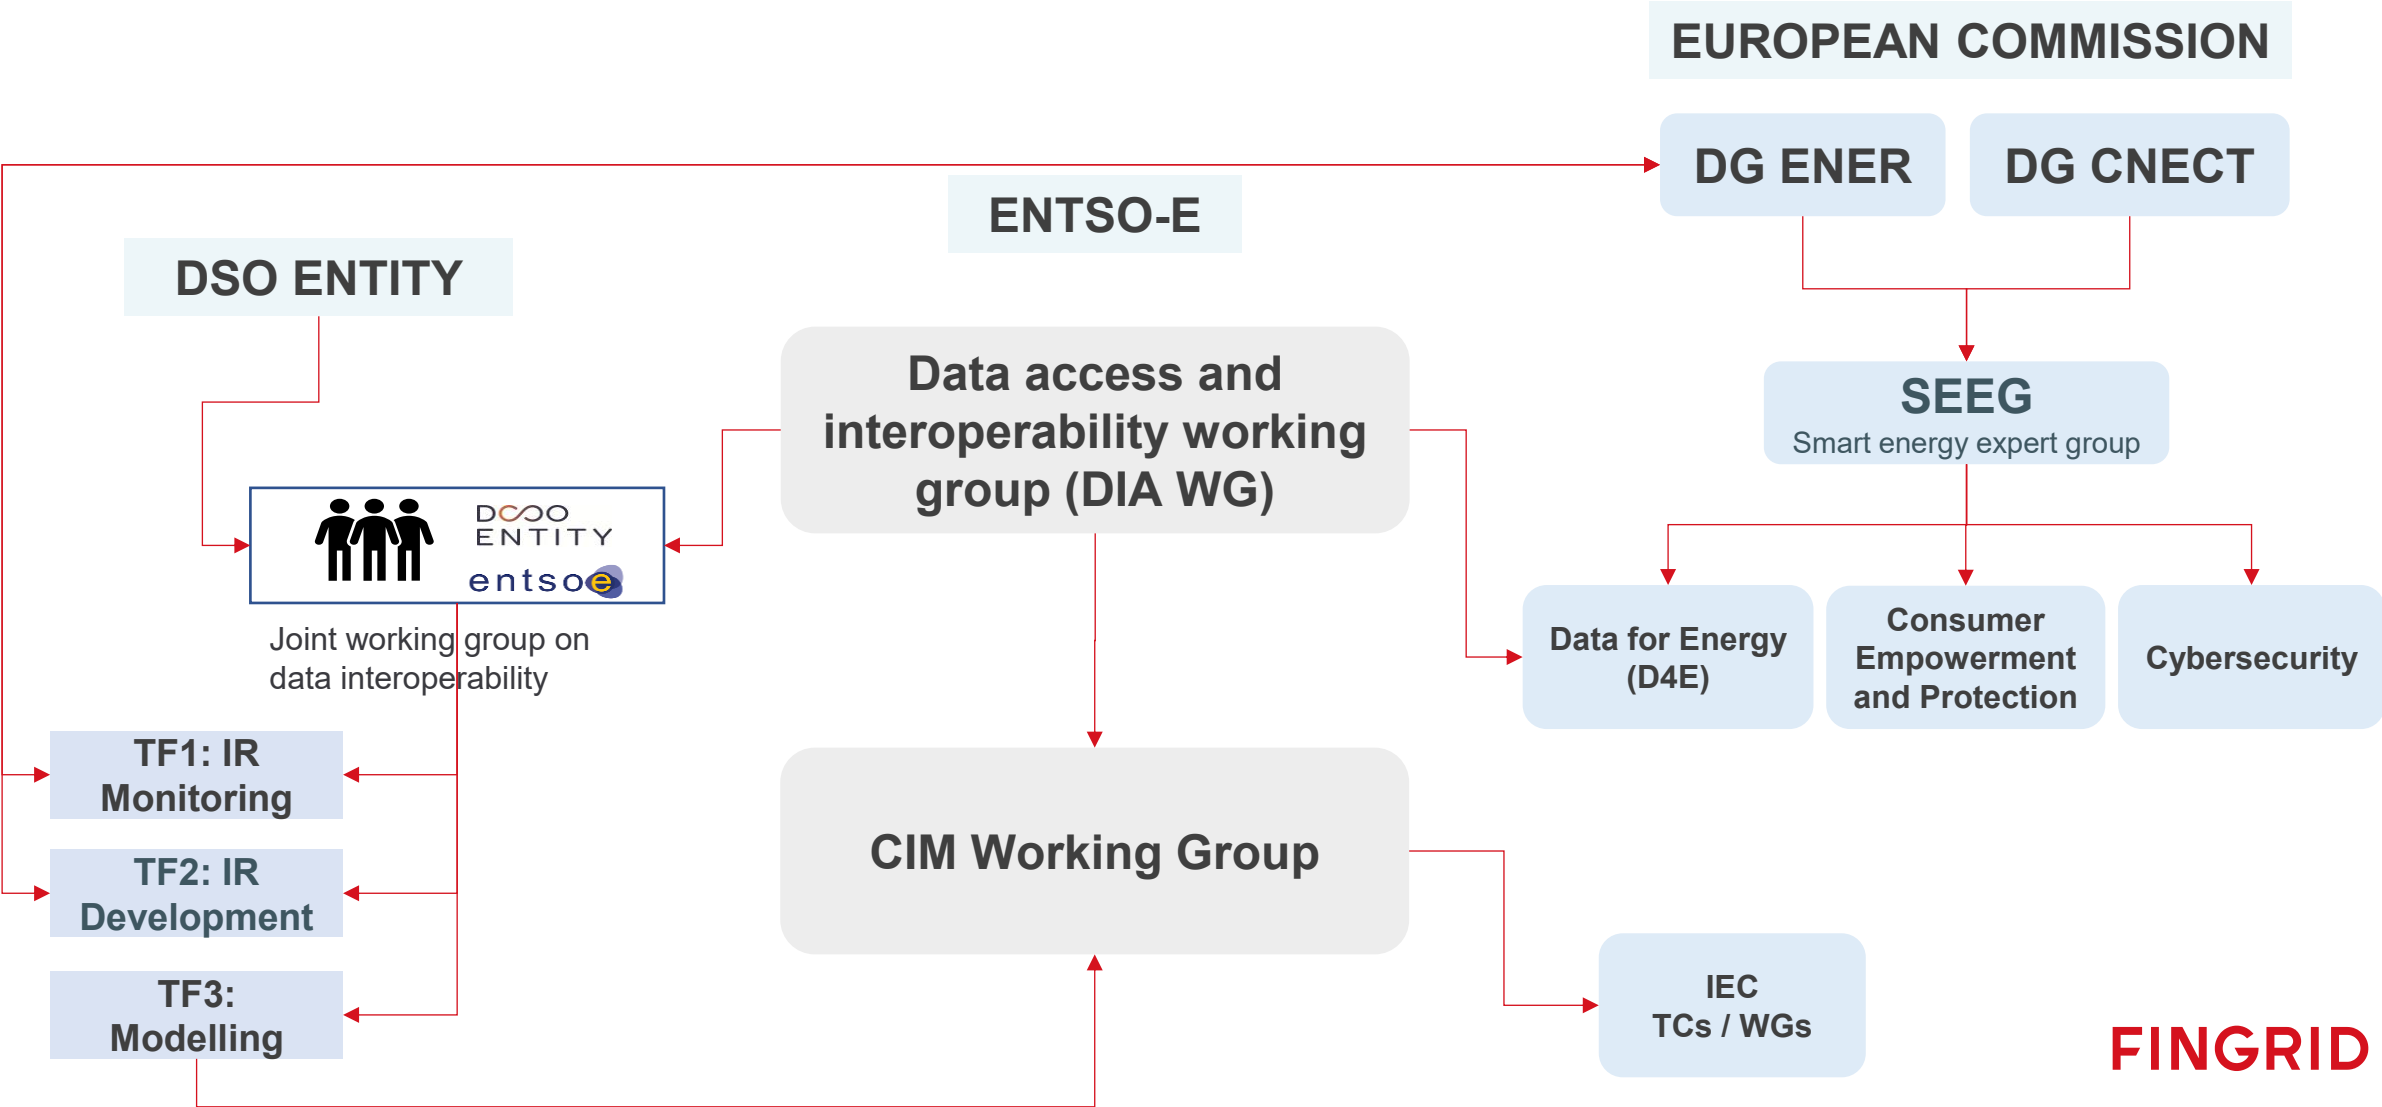 EUROPEAN COMMISSION
DG ENER
DG CNECT
ENTSO-E
DSO ENTITY
Data access and
interoperability working
group (DIA WG)
SEEG
Smart energy expert group
DSO
ENTITY
entsoe
Joint working group on
data interoperability
Data for Energy
(D4E)
Consumer
Empowerment
and Protection
Cybersecurity
TF1: IR
Monitoring
TF2: IR
Development
TF3:
Modelling
CIM Working Group
IEC
TCs / WGs
FINGRID